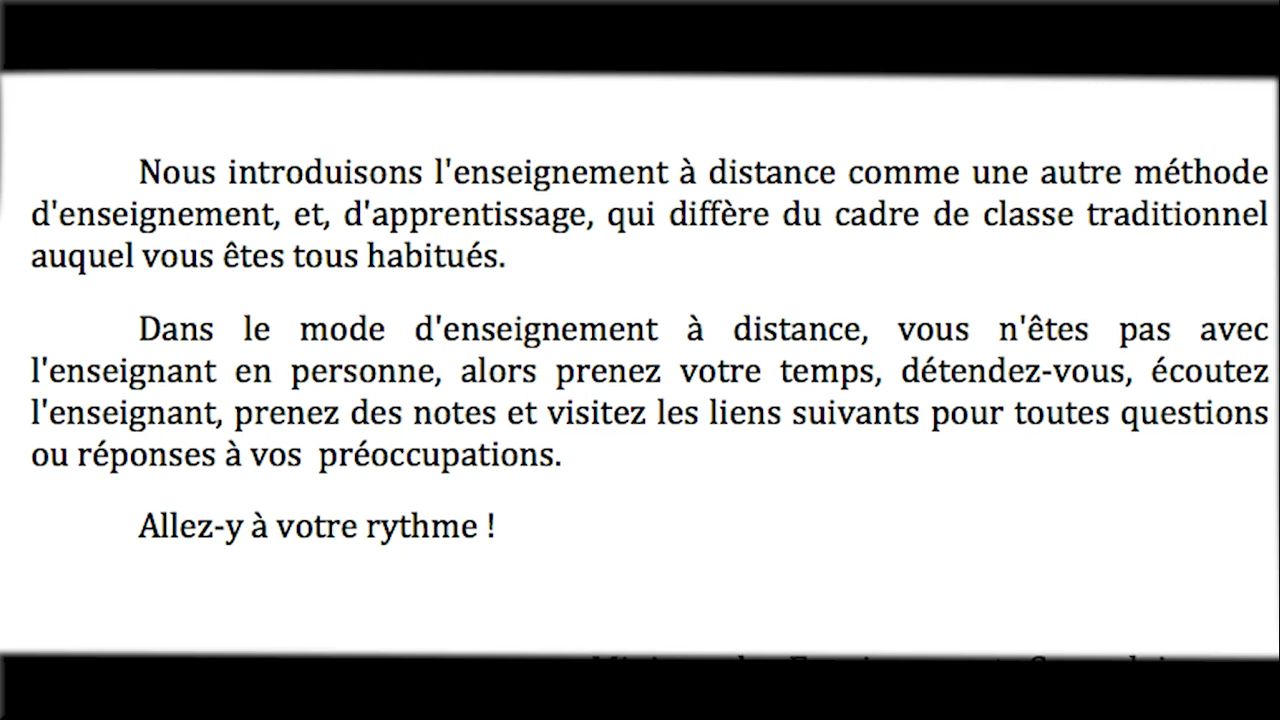 Nous introduisons l'enseignement à distance comme une autre méthode
d'enseignement, et, d'apprentissage, qui diffère du cadre de classe traditionnel
auquel vous êtes tous habitués.
Dans le mode d'enseignement à distance, vous n'êtes pas avec
l'enseignant en personne, alors prenez votre temps, détendez-vous, écoutez
l'enseignant, prenez des notes et visitez les liens suivants pour toutes questions
ou réponses à vos préoccupations.
Allez-y à votre rythme !